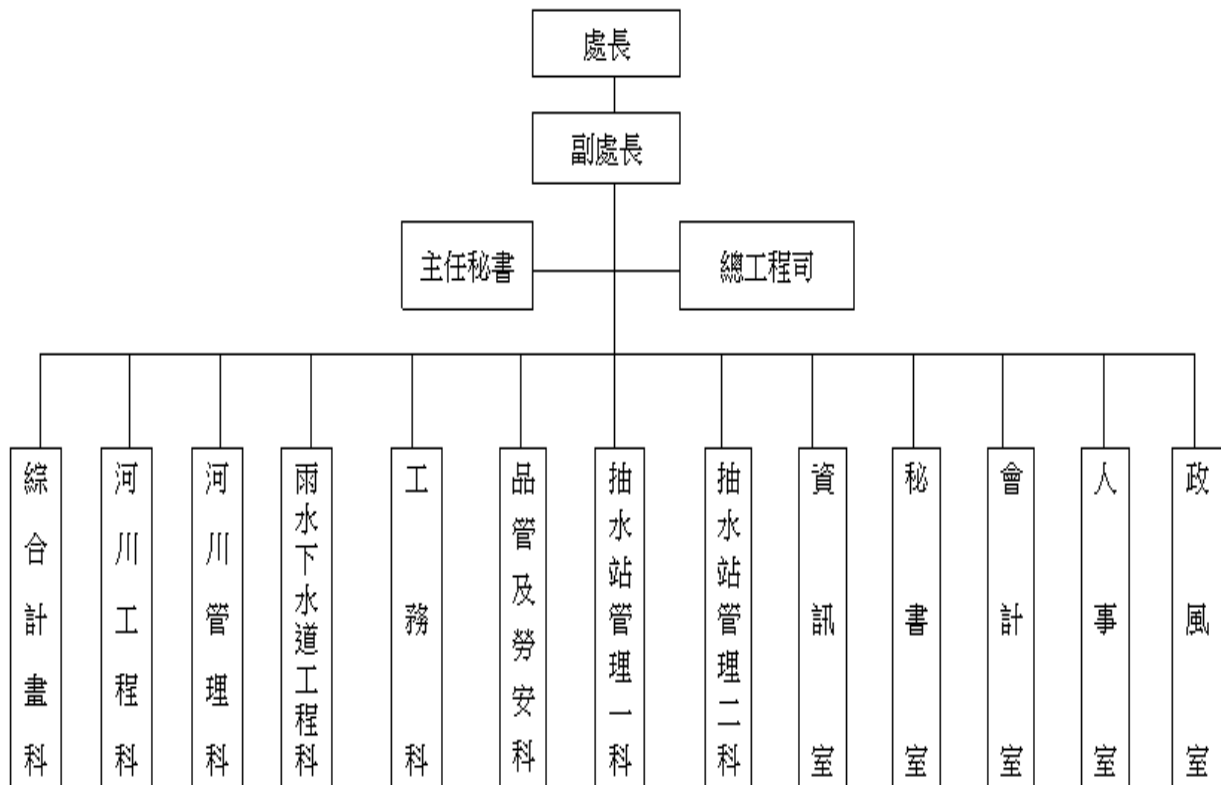 處長
副處長
主任秘書
總工程司
綜合計畫科
河川工程科
河川管理科
雨水下水道工程科
工務科
品管及勞安科
抽水站管理一科
抽水站管理二科
資訊室
秘書室
會計室
人事室
政風室